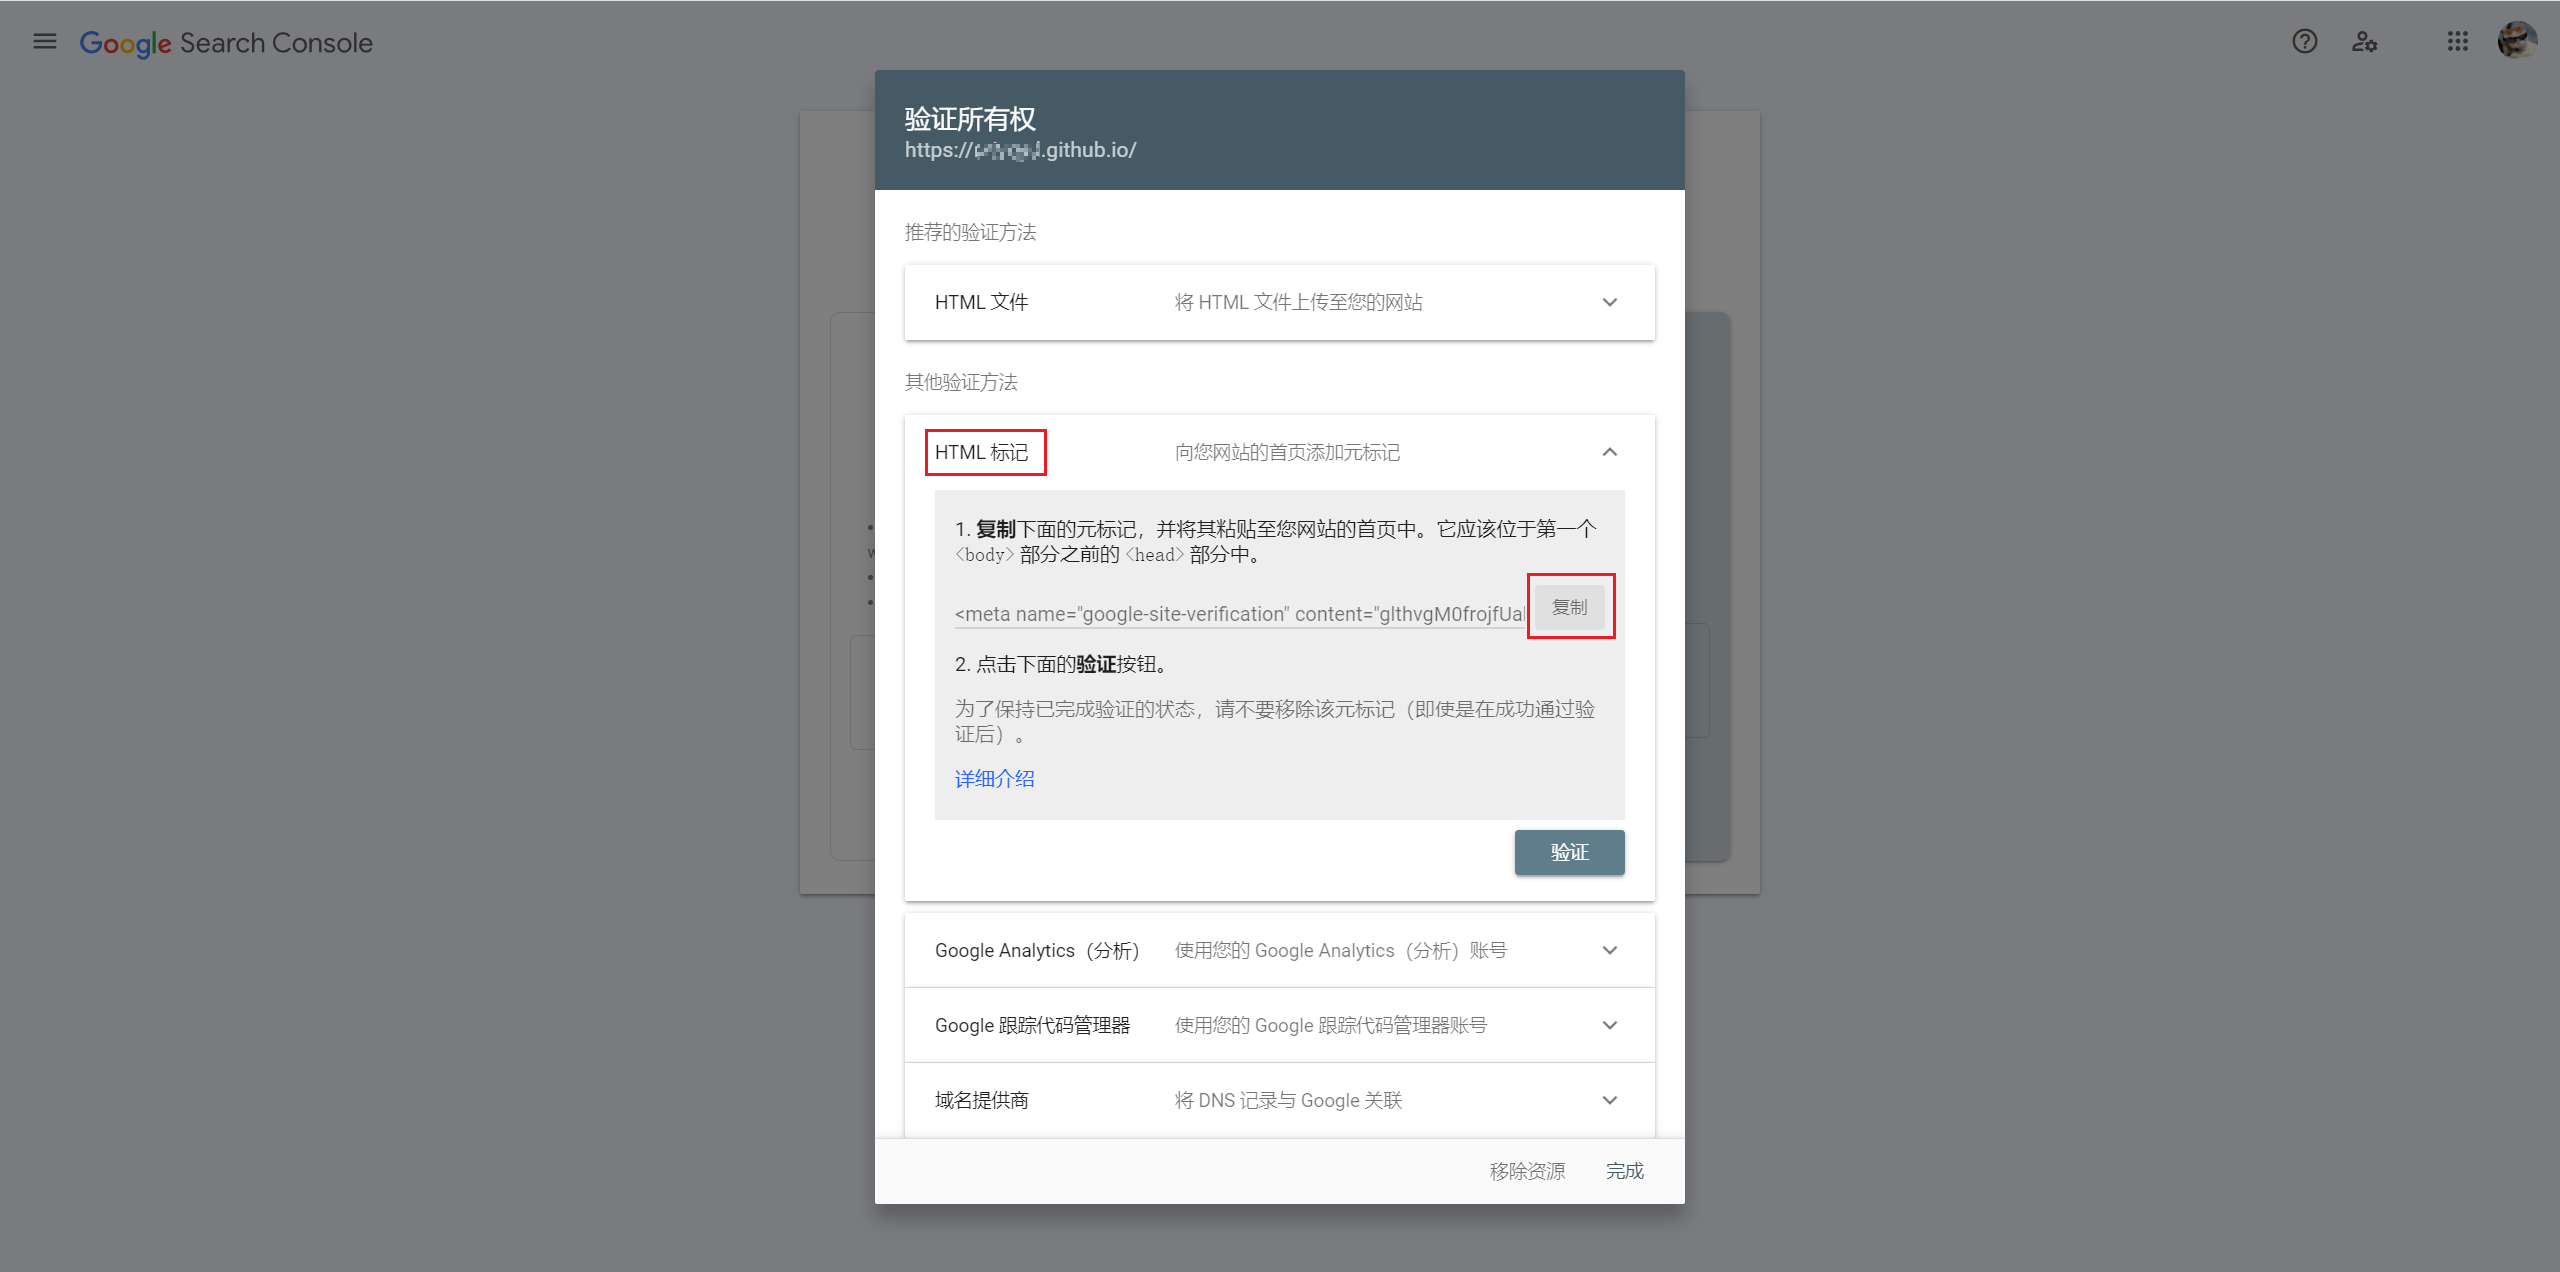 Google Search Console
验证所有权
https://.github.io/
推荐的验证方法
HTML 文件
将 HTML 文件上传至您的网站
其他验证方法
HTML 标记
向您网站的首页添加元标记
1. 复制下面的元标记，并将其粘贴至您网站的首页中。它应该位于第一个
<body> 部分之前的 <head> 部分中。
<meta name="google-site-verification" content="glthvgM0frojfUal
复制
2. 点击下面的验证按钮。
为了保持已完成验证的状态，请不要移除该元标记（即使是在成功通过验
证后）。
详细介绍
验证
Google Analytics（分析）
使用您的 Google Analytics（分析）账号
Google 跟踪代码管理器
使用您的 Google 跟踪代码管理器账号
域名提供商
将 DNS 记录与 Google 关联
移除资源
完成